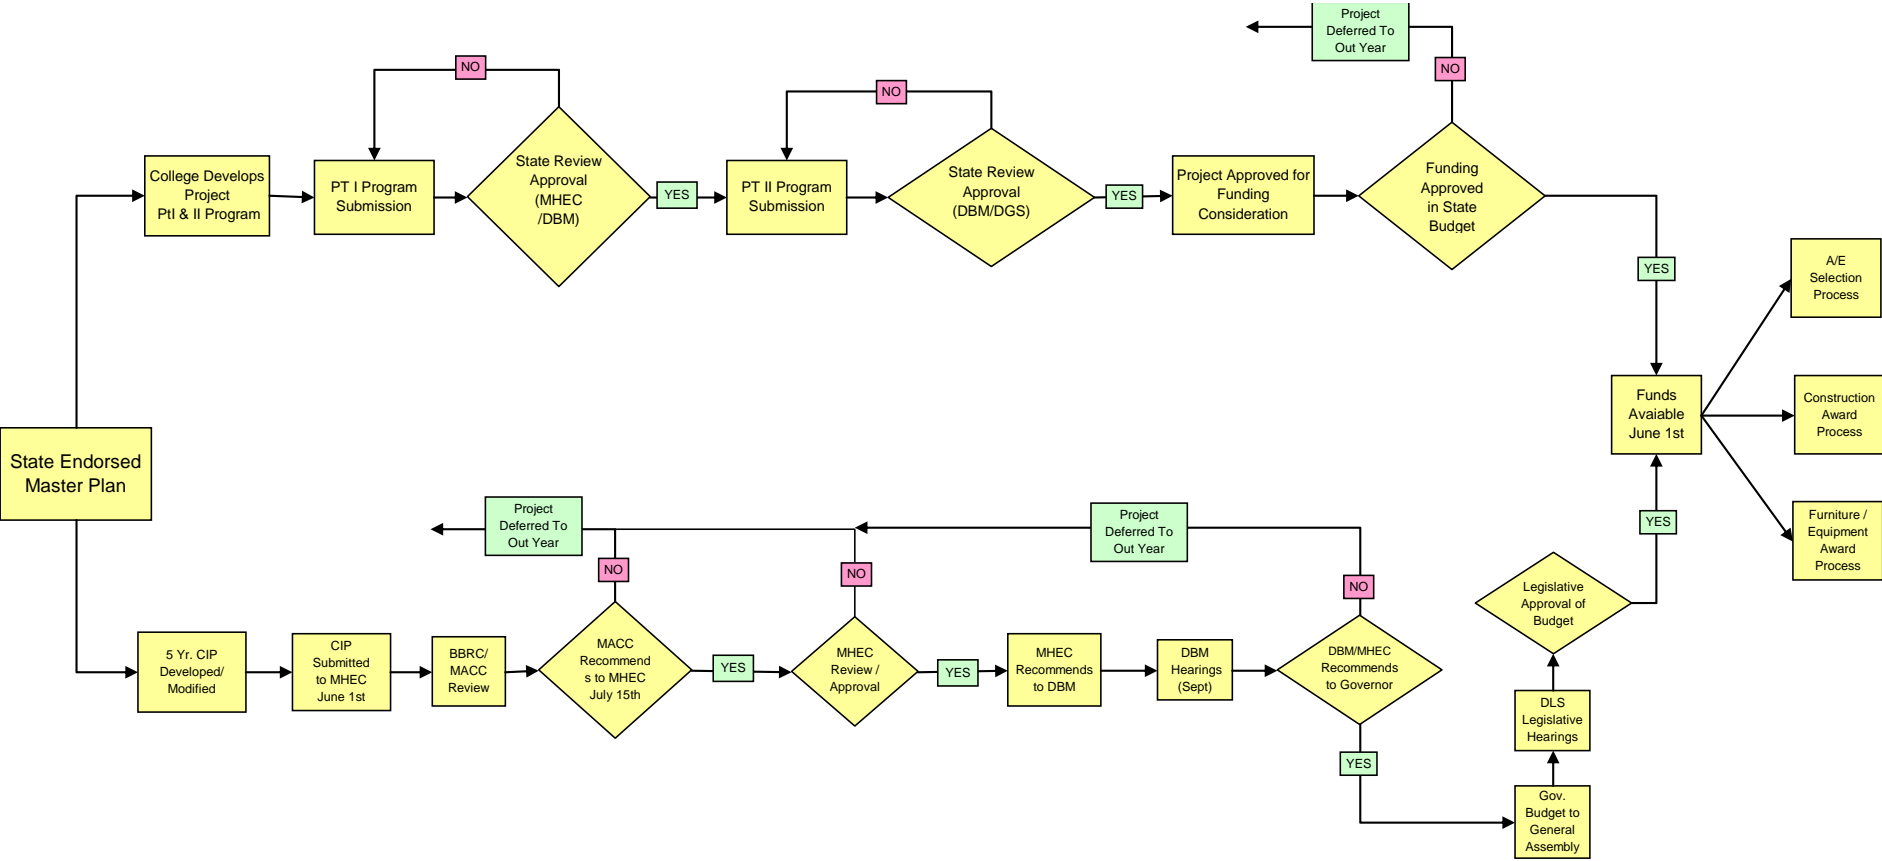 Project
Deferred To
Out Year
NO
NO
NO
College Develops
Project
PtI & II Program
PT I Program
Submission
State Review
Approval
(MHEC
/DBM)
YES
PT II Program
Submission
State Review
Approval
(DBM/DGS)
YES
Project Approved for
Funding
Consideration
Funding
Approved
in State
Budget
YES
A/E
Selection
Process
Funds
Avaiable
June 1st
Construction
Award
Process
Furniture /
Equipment
Award
Process
YES
State Endorsed
Master Plan
Project
Deferred To
Out Year
Project
Deferred To
Out Year
NO
NO
NO
5 Yr. CIP
Developed/
Modified
CIP
Submitted
to MHEC
June 1st
BBRC/
MACC
Review
MACC
Recommend
s to MHEC
July 15th
YES
MHEC
Review /
Approval
YES
MHEC
Recommends
to DBM
DBM
Hearings
(Sept)
DBM/MHEC
Recommends
to Governor
YES
Legislative
Approval of
Budget
DLS
Legislative
Hearings
Gov.
Budget to
General
Assembly